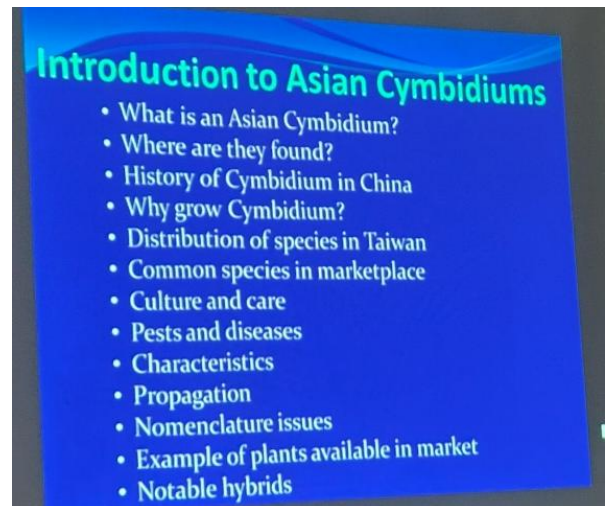 Introduction to Asian Cymbidiums
• What is an Asian Cymbidium?
• Where are they found?
• History of Cymbidium in China
• Why grow Cymbidium?
• Distribution of species in Taiwan
• Common species in marketplace
• Culture and care
• Pests and diseases
• Characteristics
• Propagation
• Nomenclature issues
• Example of plants available in market
• Notable hybrids